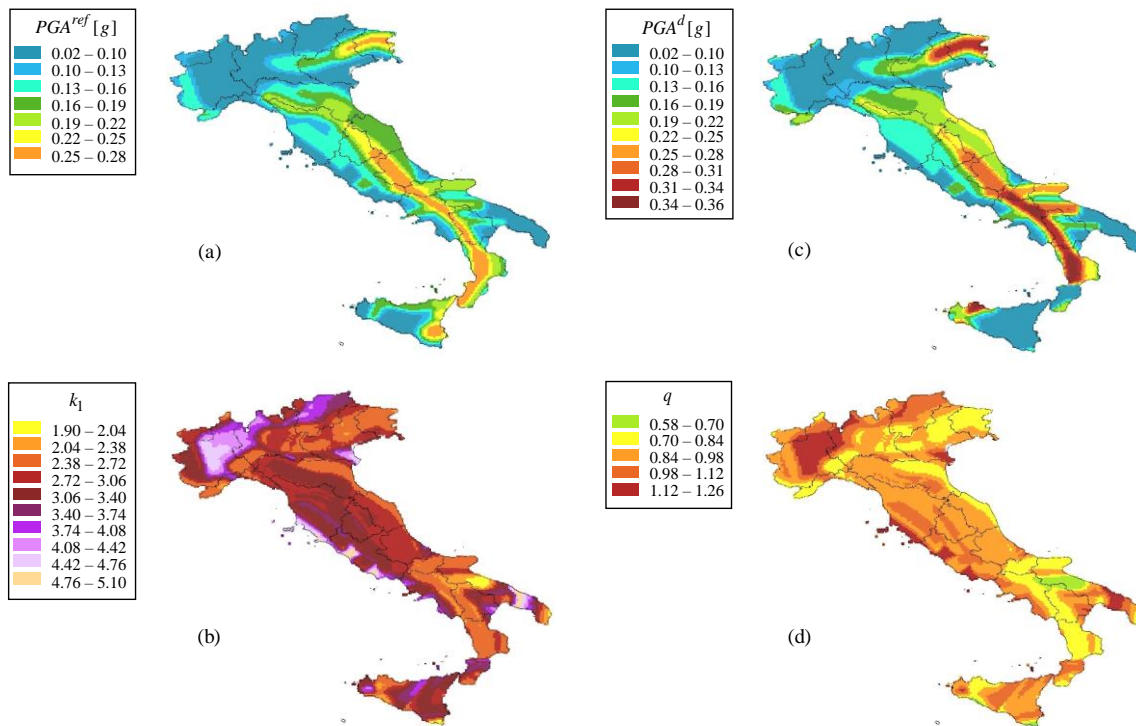 PGA^ref [g]
0.02 – 0.10
0.10 – 0.13
0.13 – 0.16
0.16 – 0.19
0.19 – 0.22
0.22 – 0.25
0.25 – 0.28
(a)
PGA^d [g]
0.02 – 0.10
0.10 – 0.13
0.13 – 0.16
0.16 – 0.19
0.19 – 0.22
0.22 – 0.25
0.25 – 0.28
0.28 – 0.31
0.31 – 0.34
0.34 – 0.36
(c)
k₁
1.90 – 2.04
2.04 – 2.38
2.38 – 2.72
2.72 – 3.06
3.06 – 3.40
3.40 – 3.74
3.74 – 4.08
4.08 – 4.42
4.42 – 4.76
4.76 – 5.10
(b)
q
0.58 – 0.70
0.70 – 0.84
0.84 – 0.98
0.98 – 1.12
1.12 – 1.26
(d)